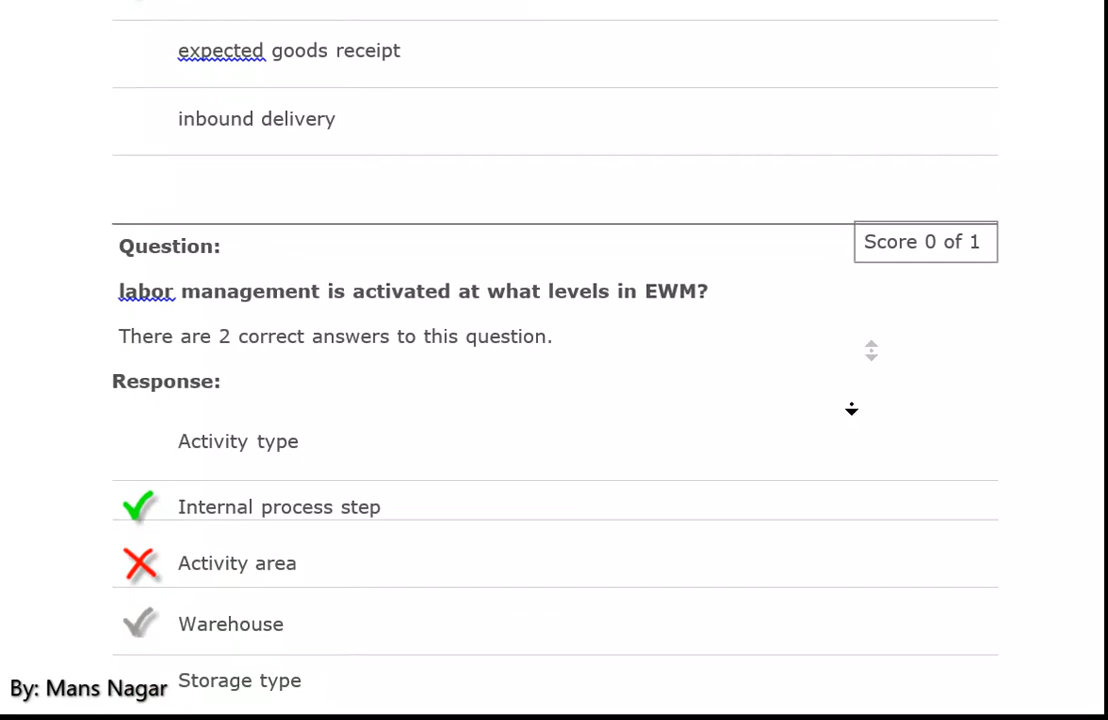 expected goods receipt
inbound delivery
Score 0 of 1
Question:
labor management is activated at what levels in EWM?
There are 2 correct answers to this question.
Response:
Activity type
Internal process step
Activity area
Warehouse
Storage type
By: Mans Nagar